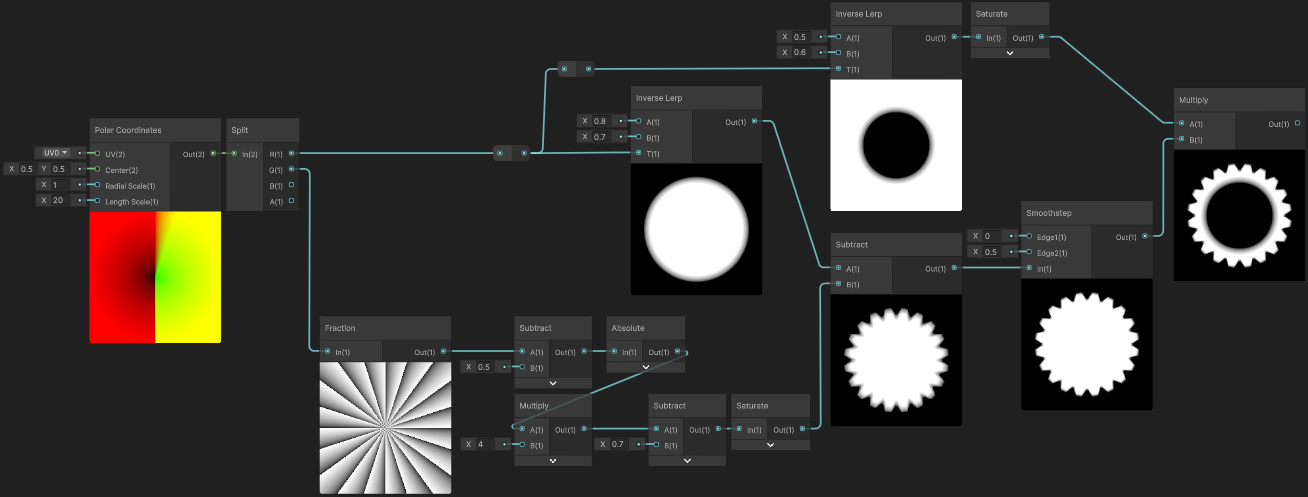 Polar Coordinates
UV0
UV(2)
Out(2)
X 0.5 Y 0.5
Center(2)
X 1
Radial Scale(1)
X 20
Length Scale(1)
Split
In(2)
R(1)
G(1)
B(1)
A(1)
Fraction
In(1)
Out(1)
Subtract
A(1)
Out(1)
X 0.5
B(1)
Absolute
In(1)
Out(1)
Multiply
A(1)
Out(1)
X 4
B(1)
Subtract
A(1)
Out(1)
X 0.7
B(1)
Saturate
In(1)
Out(1)
Inverse Lerp
X 0.8
A(1)
Out(1)
X 0.7
B(1)
T(1)
Inverse Lerp
X 0.5
A(1)
Out(1)
X 0.6
B(1)
T(1)
Saturate
In(1)
Out(1)
Subtract
A(1)
Out(1)
B(1)
Smoothstep
X 0
Edge1(1)
Out(1)
X 0.5
Edge2(1)
In(1)
Multiply
A(1)
Out(1)
B(1)